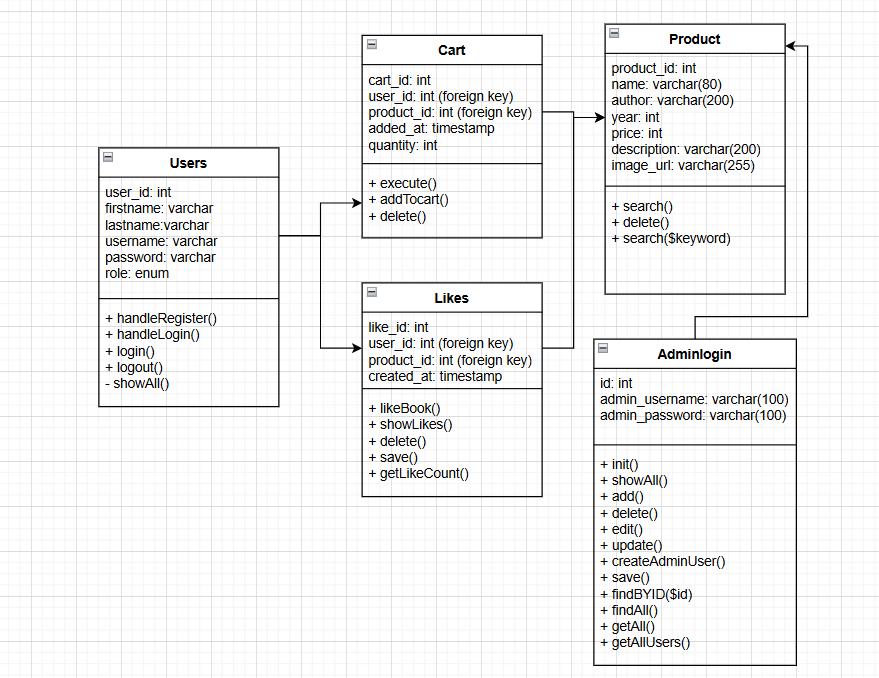 Users
user_id: int
firstname: varchar
lastname:varchar
username: varchar
password: varchar
role: enum
+ handleRegister()
+ handleLogin()
+ login()
+ logout()
- showAll()
Cart
cart_id: int
user_id: int (foreign key)
product_id: int (foreign key)
added_at: timestamp
quantity: int
+ execute()
+ addTocart()
+ delete()
Likes
like_id: int
user_id: int (foreign key)
product_id: int (foreign key)
created_at: timestamp
+ likeBook()
+ showLikes()
+ delete()
+ save()
+ getLikeCount()
Product
product_id: int
name: varchar(80)
author: varchar(200)
year: int
price: int
description: varchar(200)
image_url: varchar(255)
+ search()
+ delete()
+ search($keyword)
Adminlogin
id: int
admin_username: varchar(100)
admin_password: varchar(100)
+ init()
+ showAll()
+ add()
+ delete()
+ edit()
+ update()
+ createAdminUser()
+ save()
+ findBYID($id)
+ findAll()
+ getAll()
+ getAllUsers()